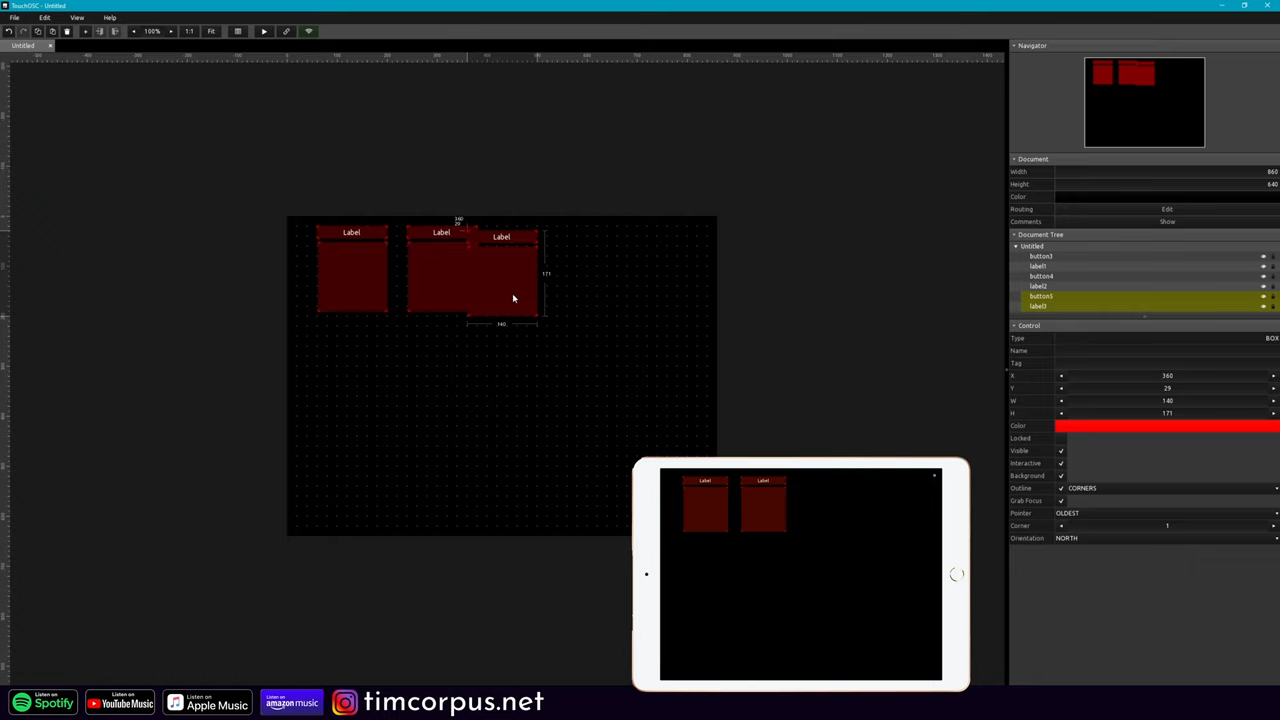 TouchOSC - Untitled
File Edit View Help
100% 1:1 Fit
Untitled
Navigator
Document
Width 860
Height 640
Color
Routing Edit
Comments Show
Document Tree
Untitled
button3
label1
button4
label2
button5
label3
Control
Type BOX
Name
Tag
X 360
Y 29
W 140
H 171
Color
Locked
Visible
Interactive
Background
Outline CORNERS
Grab Focus
Pointer OLDEST
Corner 1
Orientation NORTH
360
29
Label Label Label
171
140
Label Label
Listen on Spotify
Listen on YouTube Music
Listen on Apple Music
Listen on amazon music
timcorpus.net